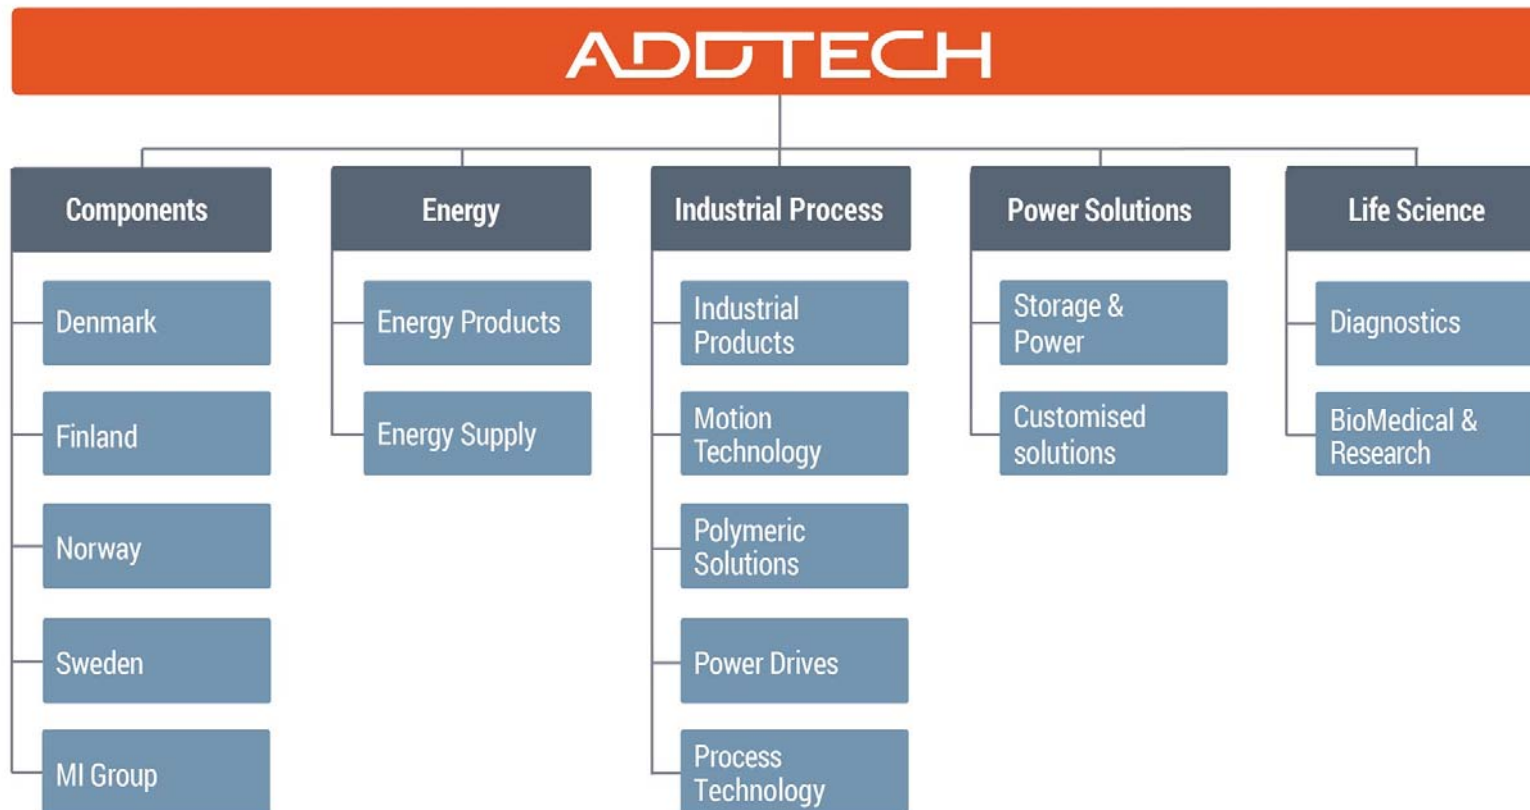 ADDTECH
Components
Denmark
Finland
Norway
Sweden
MI Group
Energy
Energy Products
Energy Supply
Industrial Process
Industrial
Products
Motion
Technology
Polymeric
Solutions
Power Drives
Process
Technology
Power Solutions
Storage &
Power
Customised
solutions
Life Science
Diagnostics
BioMedical &
Research